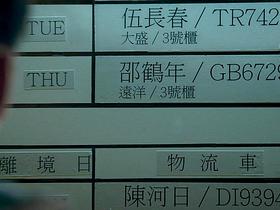 TUE 伍長春/TR742
大盛/3號櫃
THU 邵鶴年/GB6729
遠洋/3號櫃
離境日 物流車
陳河日/DI9394